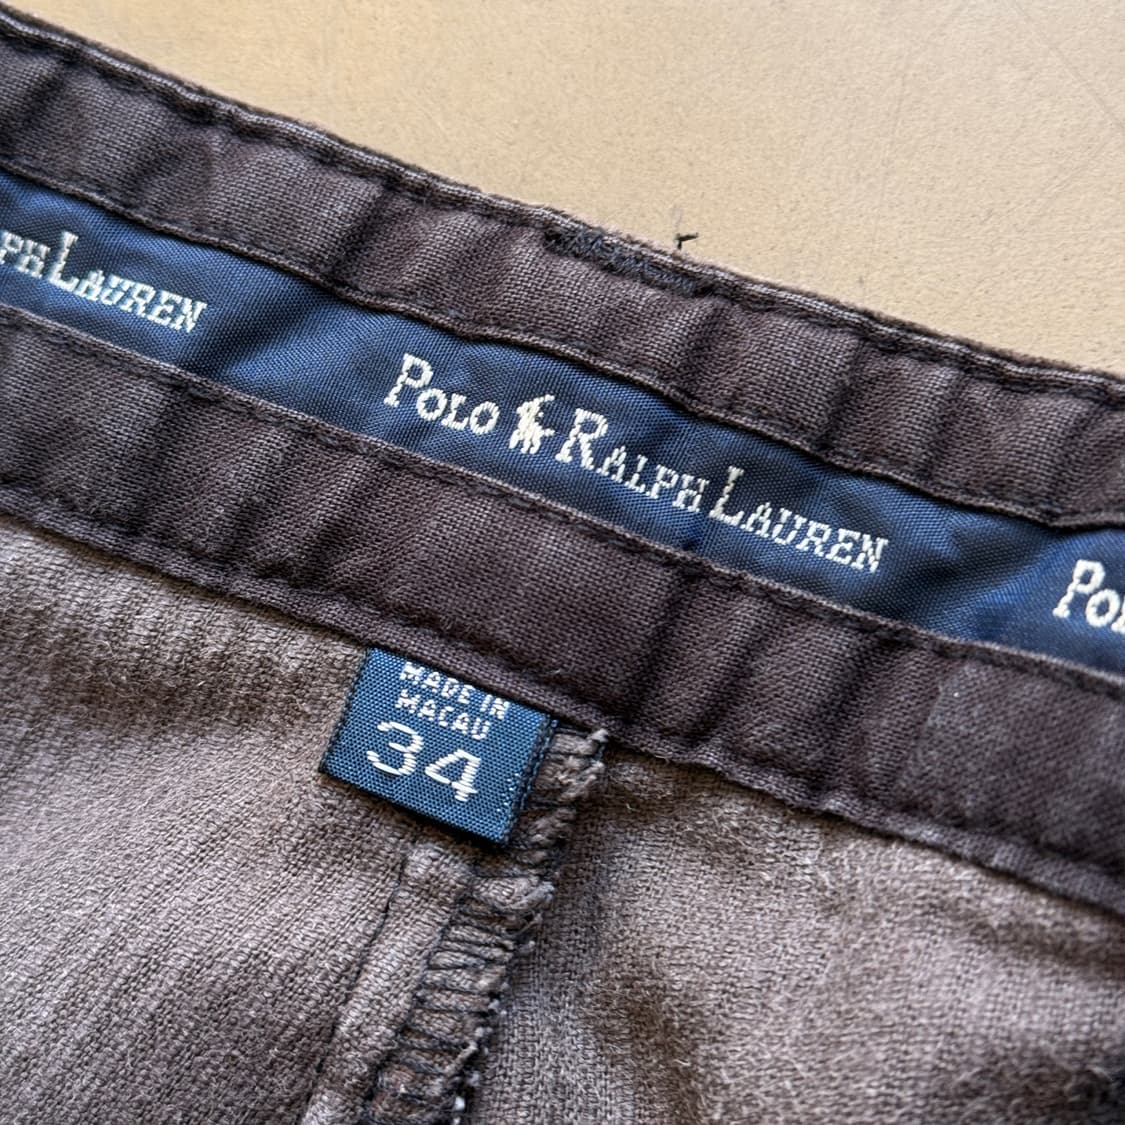 PH LAUREN
POLO RALPH LAUREN
PO
MADE IN
MACAU
34